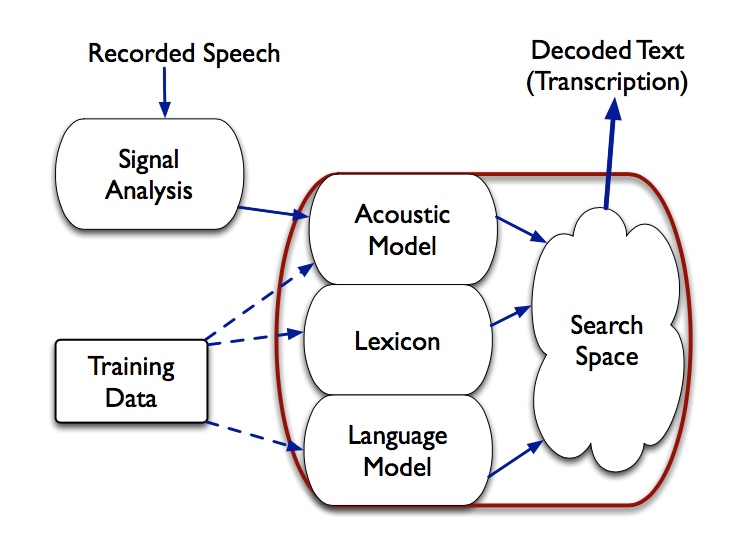 Recorded Speech
Decoded Text
(Transcription)
Signal
Analysis
Acoustic
Model
Lexicon
Search
Space
Training
Data
Language
Model